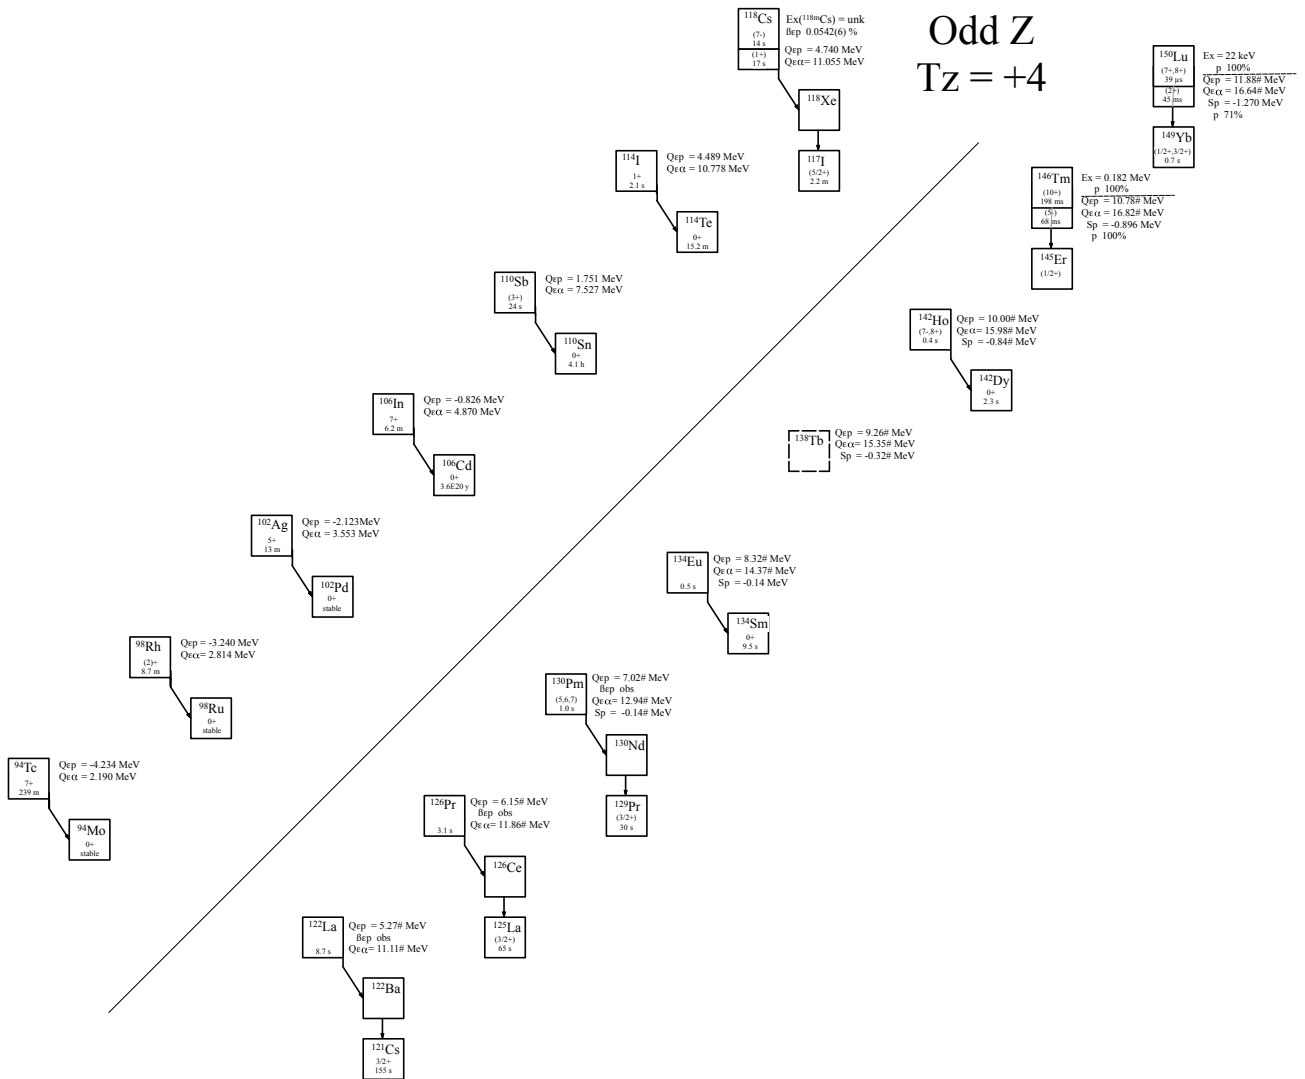 Odd Z
Tz = +4
118Cs
(7-)
14 s
(1+)
17 s
Ex(118mCs) = unk
βεp 0.0542(6) %
Qεp = 4.740 MeV
Qεα = 11.055 MeV
118Xe
117I
(5/2+)
2.2 m
150Lu
(7+,8+)
39 μs
(2+)
45 ms
Ex = 22 keV
p 100%
Qεp = 11.88# MeV
Qεα = 16.64# MeV
Sp = -1.270 MeV
p 71%
149Yb
(1/2+,3/2+)
0.7 s
114I
1+
2.1 s
Qεp = 4.489 MeV
Qεα = 10.778 MeV
114Te
0+
15.2 m
146Tm
(10+)
198 ms
(5-)
68 ms
Ex = 0.182 MeV
p 100%
Qεp = 10.78# MeV
Qεα = 16.82# MeV
Sp = -0.896 MeV
p 100%
145Er
(1/2+)
110Sb
(3+)
24 s
Qεp = 1.751 MeV
Qεα = 7.527 MeV
110Sn
0+
4.1 h
142Ho
(7-,8+)
0.4 s
Qεp = 10.00# MeV
Qεα= 15.98# MeV
Sp = -0.84# MeV
142Dy
0+
2.3 s
106In
7+
6.2 m
Qεp = -0.826 MeV
Qεα = 4.870 MeV
106Cd
0+
3.6E20 y
138Tb
Qεp = 9.26# MeV
Qεα= 15.35# MeV
Sp = -0.32# MeV
102Ag
5+
13 m
Qεp = -2.123MeV
Qεα = 3.553 MeV
102Pd
0+
stable
134Eu
0.5 s
Qεp = 8.32# MeV
Qεα = 14.37# MeV
Sp = -0.14 MeV
134Sm
0+
9.5 s
98Rh
(2)+
8.7 m
Qεp = -3.240 MeV
Qεα= 2.814 MeV
98Ru
0+
stable
130Pm
(5,6,7)
1.0 s
Qεp = 7.02# MeV
βεp obs
Qεα= 12.94# MeV
Sp = -0.14# MeV
130Nd
129Pr
(3/2+)
30 s
94Tc
7+
239 m
Qεp = -4.234 MeV
Qεα = 2.190 MeV
94Mo
0+
stable
126Pr
3.1 s
Qεp = 6.15# MeV
βεp obs
Qεα= 11.86# MeV
126Ce
125La
(3/2+)
65 s
122La
8.7 s
Qεp = 5.27# MeV
βεp obs
Qεα= 11.11# MeV
122Ba
121Cs
3/2+
155 s